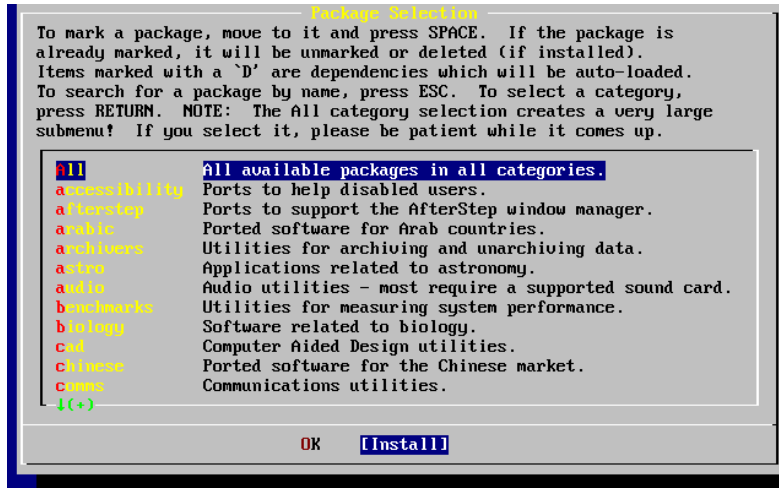 Package Selection
To mark a package, move to it and press SPACE.  If the package is
already marked, it will be unmarked or deleted (if installed).
Items marked with a `D' are dependencies which will be auto-loaded.
To search for a package by name, press ESC.  To select a category,
press RETURN.  NOTE:  The All category selection creates a very large
submenu!  If you select it, please be patient while it comes up.
All All available packages in all categories.
accessibility Ports to help disabled users.
afterstep Ports to support the AfterStep window manager.
arabic Ported software for Arab countries.
archivers Utilities for archiving and unarchiving data.
astro Applications related to astronomy.
audio Audio utilities - most require a supported sound card.
benchmarks Utilities for measuring system performance.
biology Software related to biology.
cad Computer Aided Design utilities.
chinese Ported software for the Chinese market.
comms Communications utilities.
↓(+)
OK [Install]